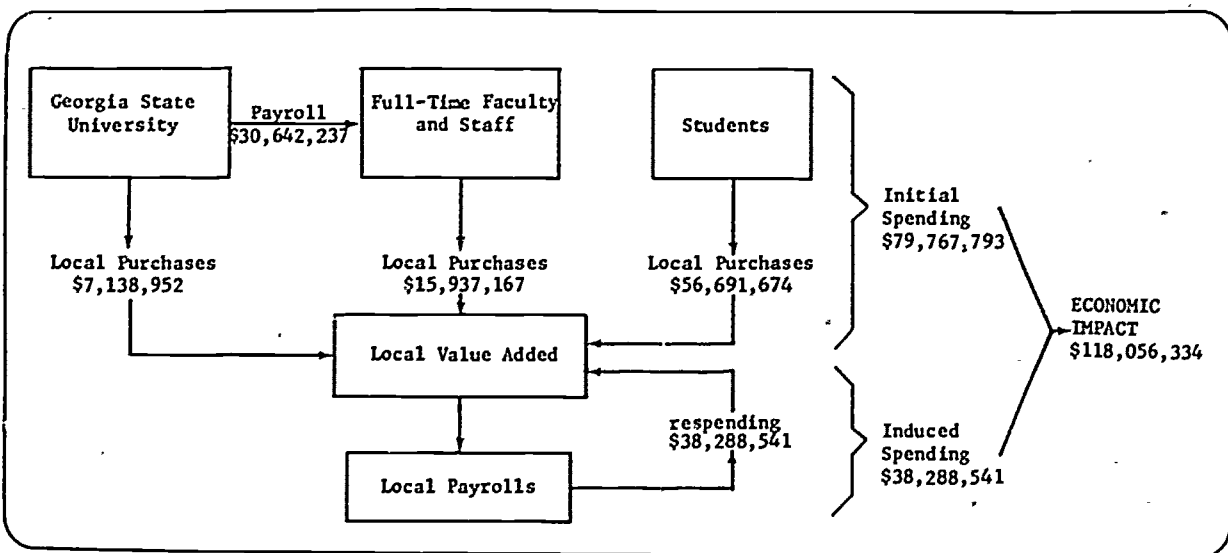 Georgia State
University
Payroll
$30,642,237
Full-Time Faculty
and Staff
Students
Local Purchases
$7,138,952
Local Purchases
$15,937,167
Local Purchases
$56,691,674
Initial
Spending
$79,767,793
Local Value Added
ECONOMIC
IMPACT
$118,056,334
respending
$38,288,541
Induced
Spending
$38,288,541
Local Payrolls